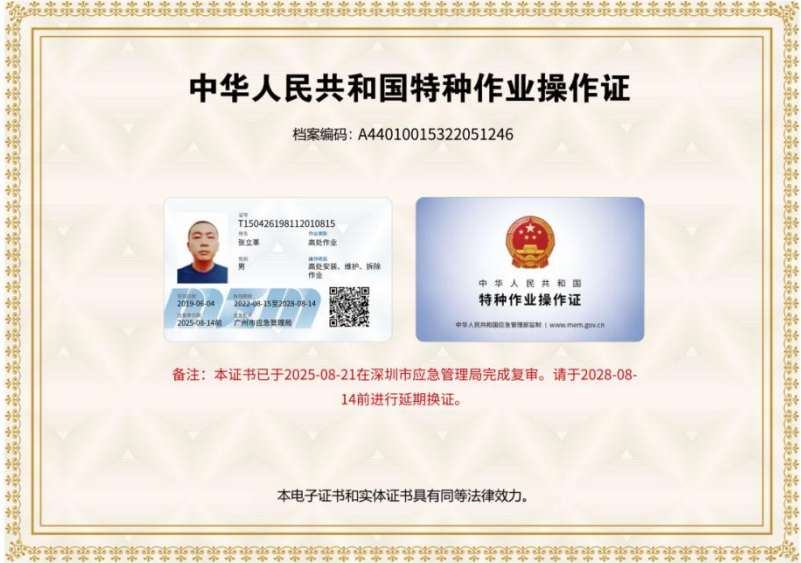 中华人民共和国特种作业操作证
档案编码：A44010015322051246
证号
T150426198112010815
姓名
张立革
作业类别
高处作业
性别
男
操作项目
高处安装、维护、拆除
作业
初领日期
2019-06-04
有效期限
2022-08-15至2028-08-14
应复审日期
2025-08-14前
签发机关
广州市应急管理局
MEM
中华人民共和国
特种作业操作证
中华人民共和国应急管理部监制 | www.mem.gov.cn
备注：本证书已于2025-08-21在深圳市应急管理局完成复审。请于2028-08-
14前进行延期换证。
本电子证书和实体证书具有同等法律效力。